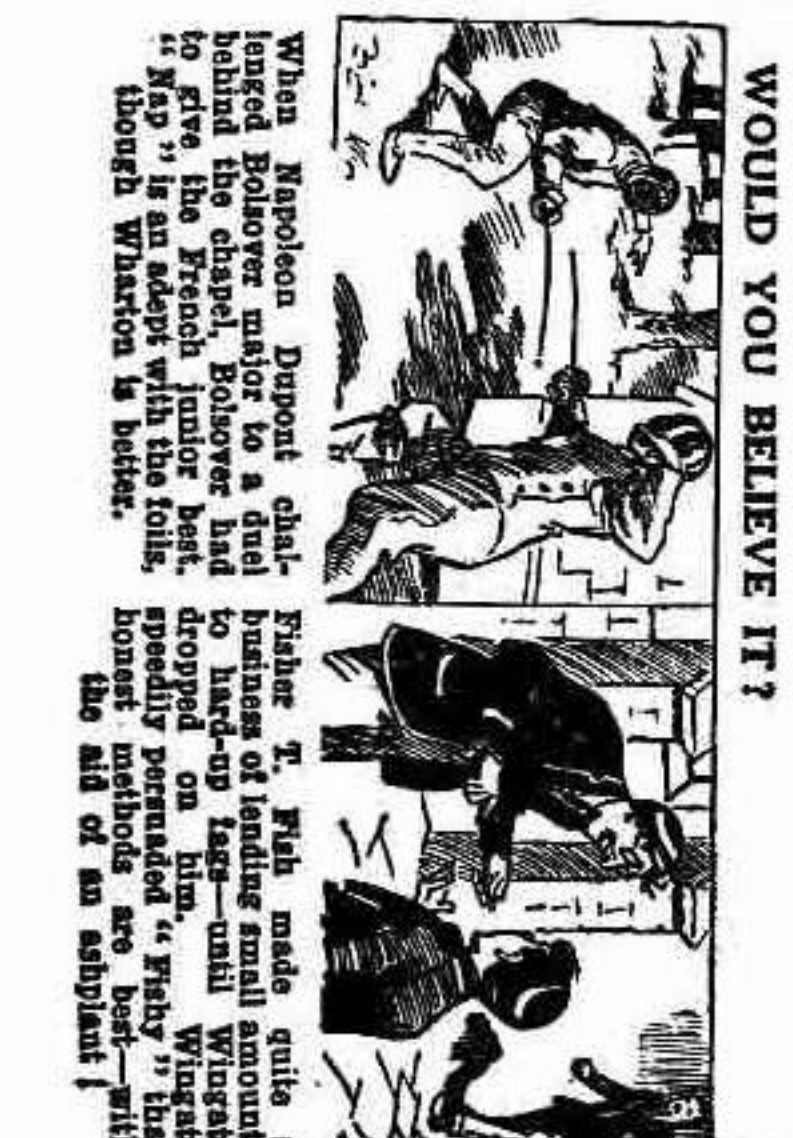 WOULD YOU BELIEVE IT?
When Napoleon Dupont chal-
lenged Bolsover major to a duel
behind the chapel, Bolsover had
to give the French junior best.
“ Nap ” is an adept with the foils,
though Wharton is better.
Fisher T. Fish made quite
business of lending small amount
to hard-up fags—until Wingat
dropped on him. Wingat
speedily persuaded “ Fishy ” tha
honest methods are best—wit
the aid of an ashplant !